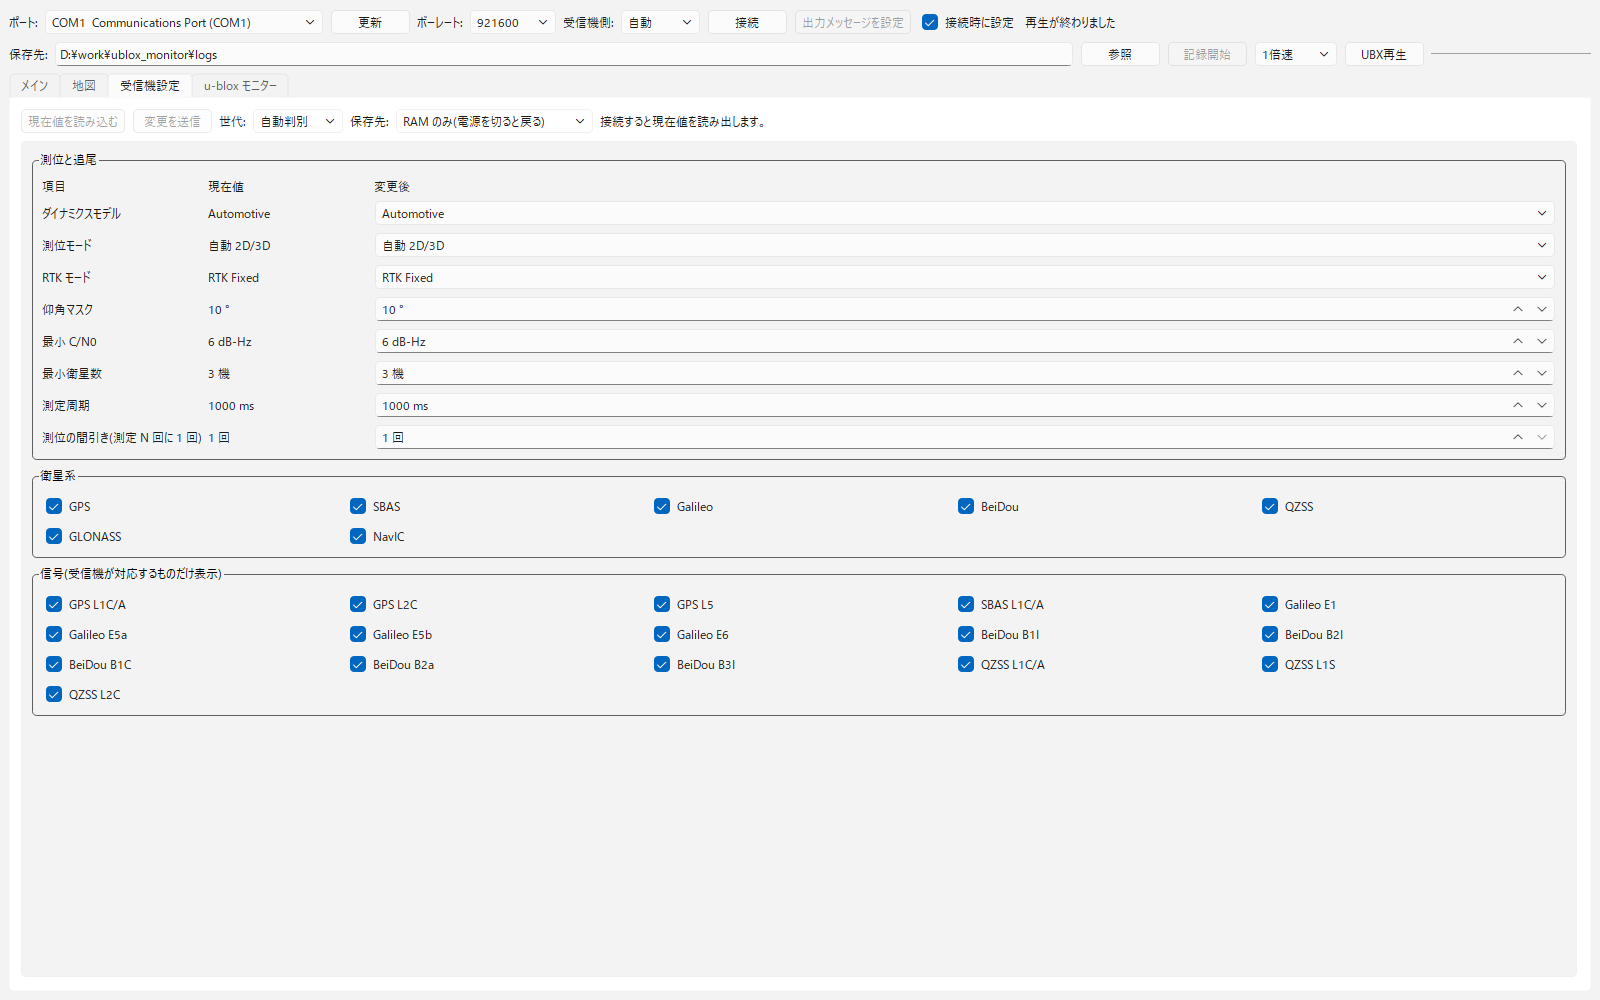 ポート: COM1 Communications Port (COM1) 更新 ボーレート: 921600 受信機側: 自動 接続 出力メッセージを設定 接続時に設定 再生が終わりました
保存先: D:¥work¥ublox_monitor¥logs 参照 記録開始 1倍速 UBX再生
メイン 地図 受信機設定 u-blox モニター
現在値を読み込む 変更を送信 世代: 自動判別 保存先: RAM のみ(電源を切ると戻る) 接続すると現在値を読み出します。
測位と追尾
項目 現在値 変更後
ダイナミクスモデル Automotive Automotive
測位モード 自動 2D/3D 自動 2D/3D
RTK モード RTK Fixed RTK Fixed
仰角マスク 10 ° 10 °
最小 C/N0 6 dB-Hz 6 dB-Hz
最小衛星数 3 機 3 機
測定周期 1000 ms 1000 ms
測位の間引き(測定 N 回に 1 回) 1 回 1 回
衛星系
GPS SBAS Galileo BeiDou QZSS
GLONASS NavIC
信号(受信機が対応するものだけ表示)
GPS L1C/A GPS L2C GPS L5 SBAS L1C/A Galileo E1
Galileo E5a Galileo E5b Galileo E6 BeiDou B1I BeiDou B2I
BeiDou B1C BeiDou B2a BeiDou B3I QZSS L1C/A QZSS L1S
QZSS L2C